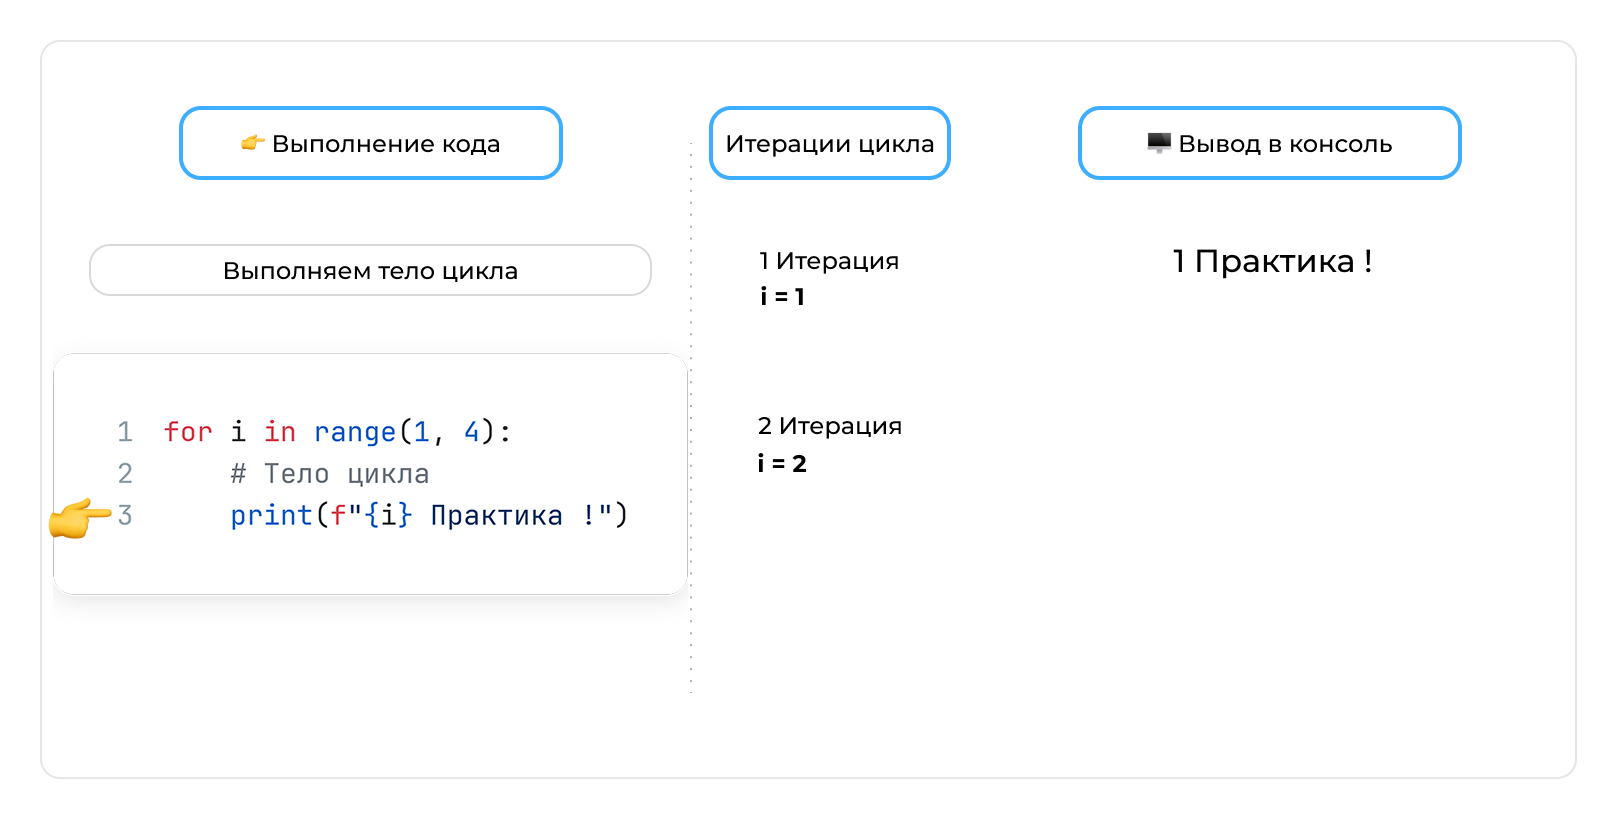 👉 Выполнение кода
Итерации цикла
🖥️ Вывод в консоль
Выполняем тело цикла
1 for i in range(1, 4):
2     # Тело цикла
3     print(f"{i} Практика !")
1 Итерация
i = 1
2 Итерация
i = 2
1 Практика !